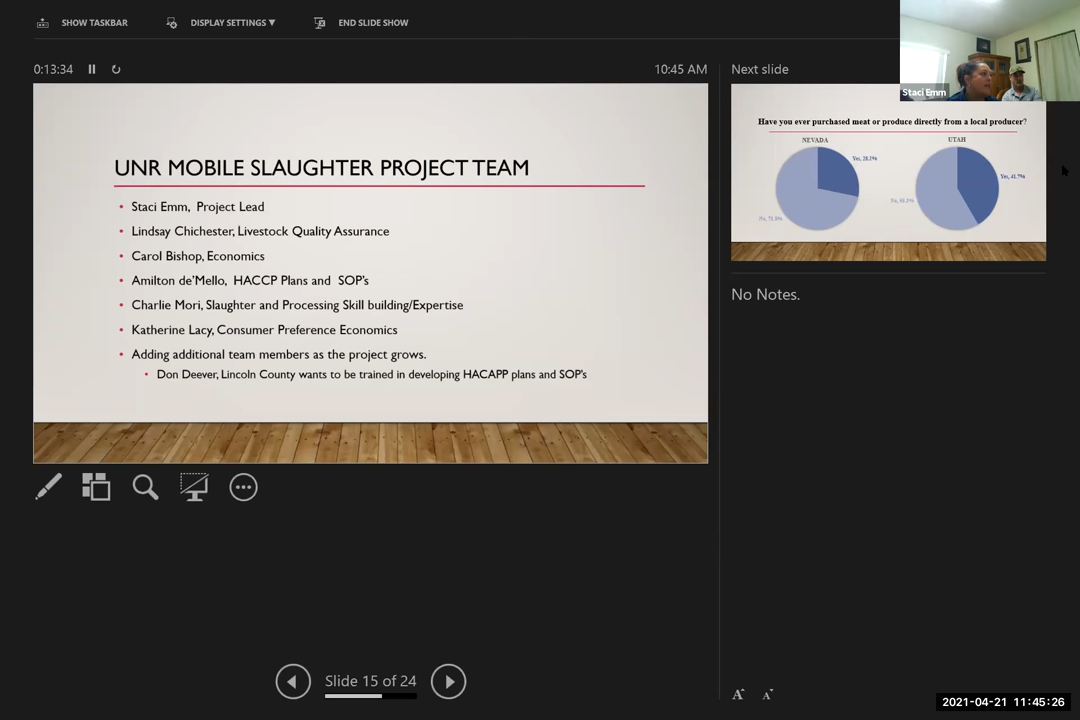 SHOW TASKBAR
DISPLAY SETTINGS ▼
END SLIDE SHOW
0:13:34
10:45 AM
Next slide
Staci Emm
UNR MOBILE SLAUGHTER PROJECT TEAM
• Staci Emm, Project Lead
• Lindsay Chichester, Livestock Quality Assurance
• Carol Bishop, Economics
• Amilton de'Mello, HACCP Plans and SOP's
• Charlie Mori, Slaughter and Processing Skill building/Expertise
• Katherine Lacy, Consumer Preference Economics
• Adding additional team members as the project grows.
• Don Deever, Lincoln County wants to be trained in developing HACAPP plans and SOP's
Have you ever purchased meat or produce directly from a local producer?
NEVADA
UTAH
Yes, 41.7%
No Notes.
Slide 15 of 24
2021-04-21 11:45:26